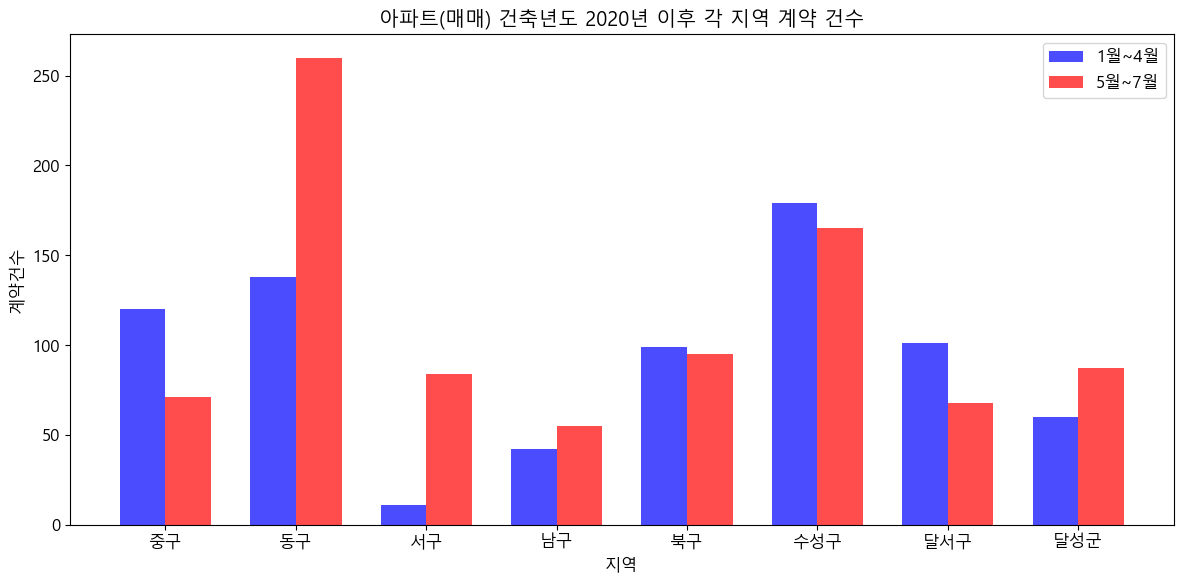 아파트(매매) 건축년도 2020년 이후 각 지역 계약 건수
1월~4월
5월~7월
계약건수
250
200
150
100
50
0
중구 동구 서구 남구 북구 수성구 달서구 달성군
지역